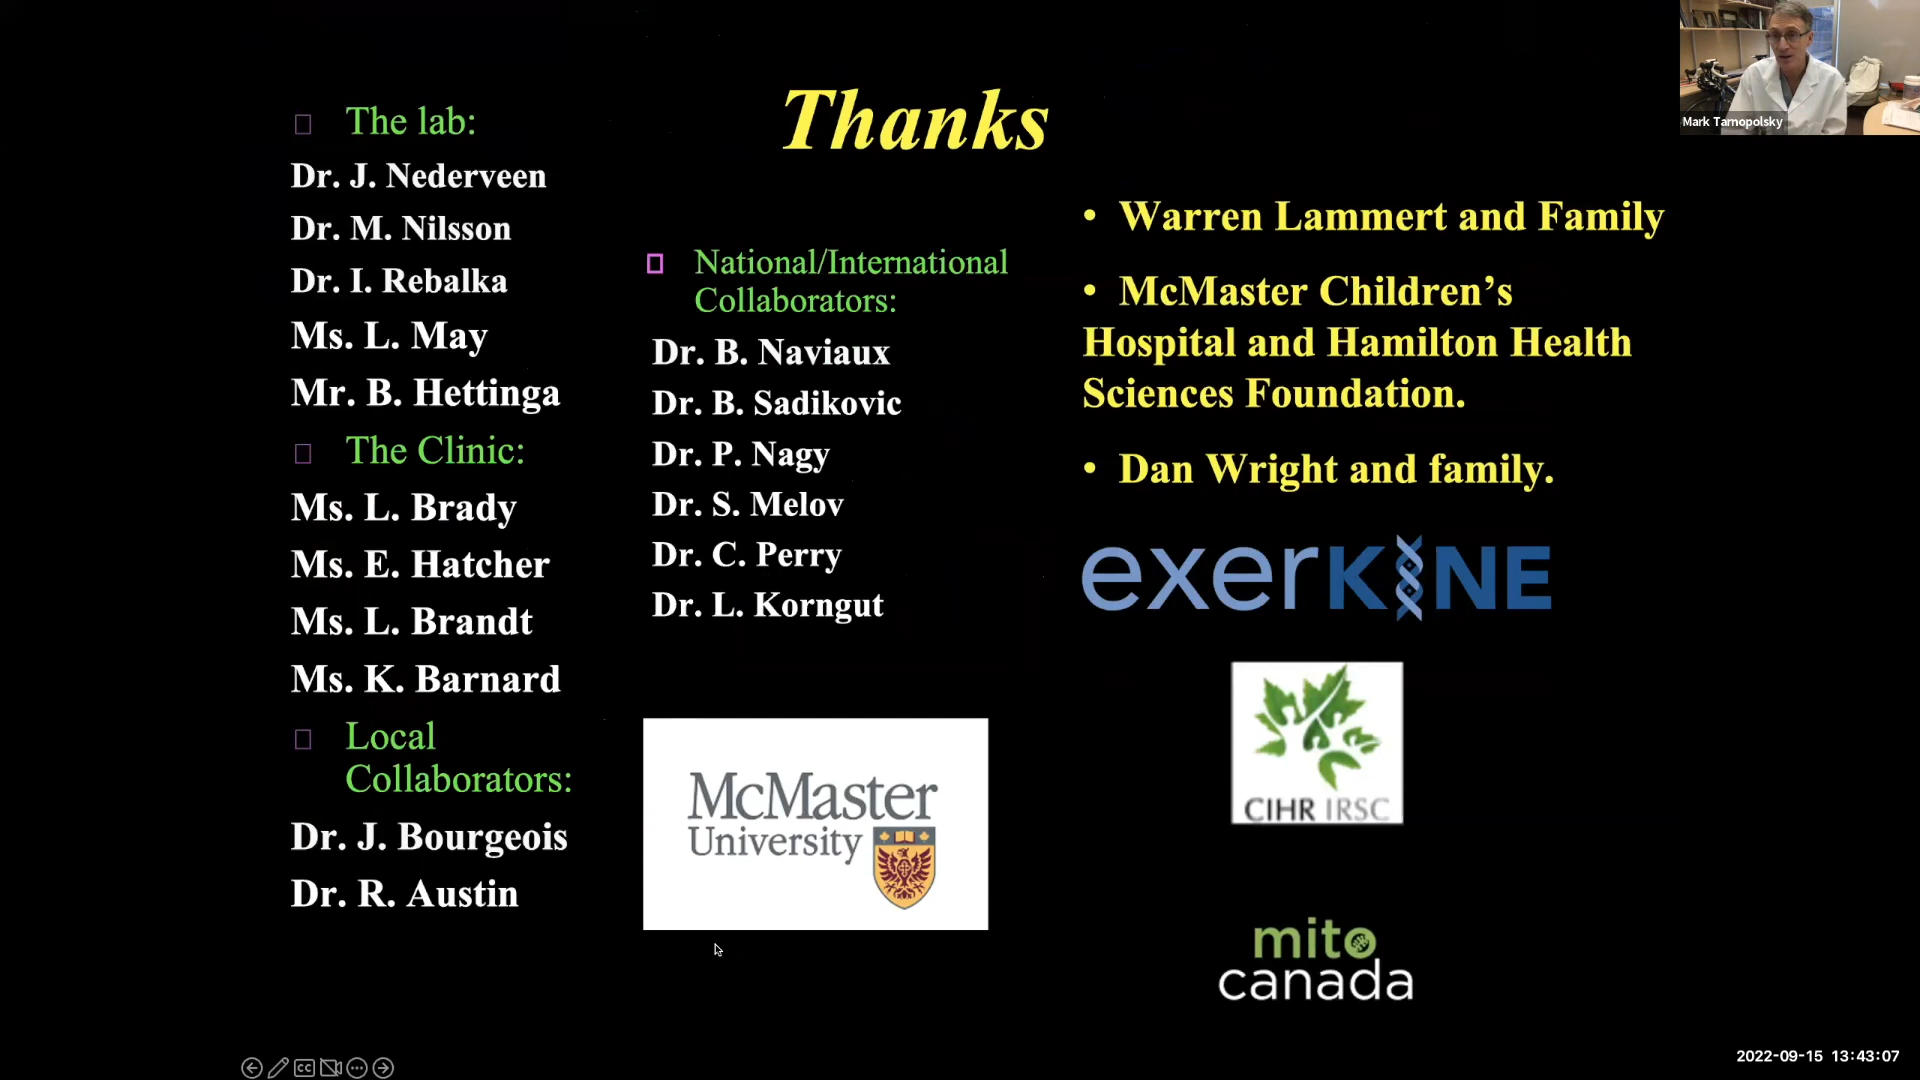 Thanks
The lab:
Dr. J. Nederveen
Dr. M. Nilsson
Dr. I. Rebalka
Ms. L. May
Mr. B. Hettinga
The Clinic:
Ms. L. Brady
Ms. E. Hatcher
Ms. L. Brandt
Ms. K. Barnard
Local
Collaborators:
Dr. J. Bourgeois
Dr. R. Austin
National/International
Collaborators:
Dr. B. Naviaux
Dr. B. Sadikovic
Dr. P. Nagy
Dr. S. Melov
Dr. C. Perry
Dr. L. Korngut
McMaster
University
• Warren Lammert and Family
• McMaster Children’s
Hospital and Hamilton Health
Sciences Foundation.
• Dan Wright and family.
exerKINE
CIHR IRSC
mito
canada
Mark Tarnopolsky
CC
2022-09-15 13:43:07